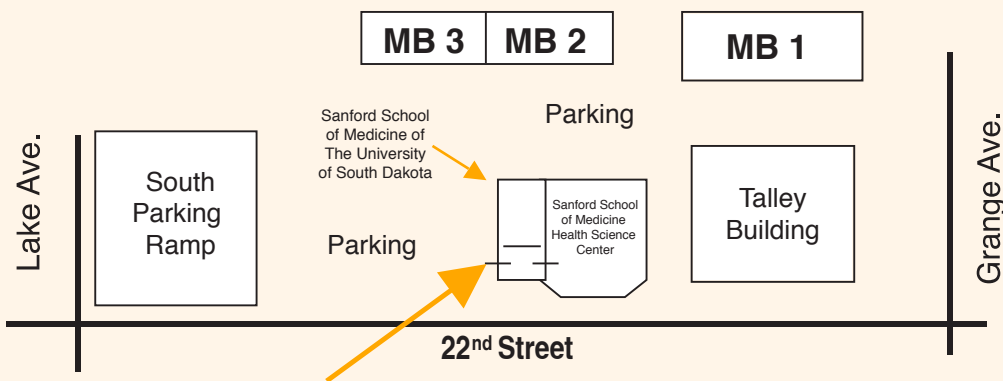 MB 3
MB 2
MB 1
Sanford School
of Medicine of
The University
of South Dakota
Parking
Lake Ave.
South
Parking
Ramp
Parking
Sanford School
of Medicine
Health Science
Center
Talley
Building
Grange Ave.
22nd Street